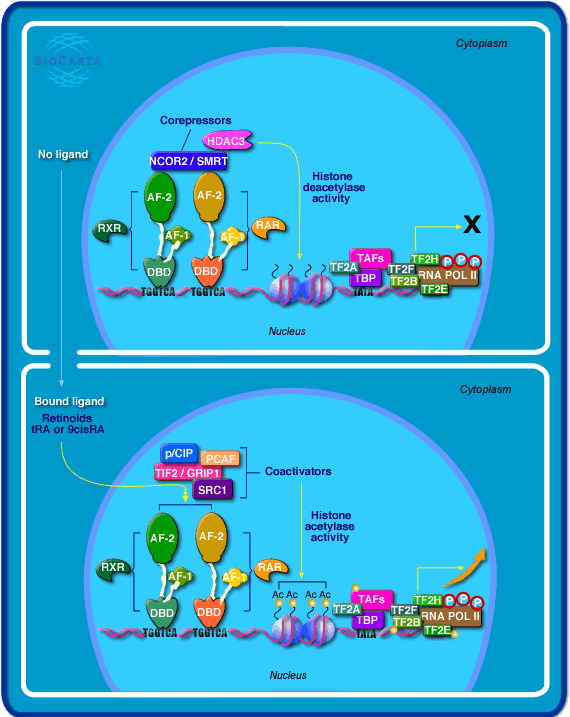 BIOCARTA
Cytoplasm
Corepressors
HDAC3
No ligand
NCOR2 / SMRT
Histone
deacetylase
activity
AF-2
AF-2
X
RXR
AF-1
AF-1
RAR
TAFs
TF2H
P P P
TF2A
TF2F
RNA POL II
DBD
DBD
TBP
TF2B
TF2E
TGGTCA
TGGTCA
TATA
Nucleus
Cytoplasm
Bound ligand
Retinoids
tRA or 9cisRA
p/CIP
PCAF
TIF2 / GRIP1
Coactivators
SRC1
Histone
acetylase
activity
AF-2
AF-2
RXR
AF-1
AF-1
RAR
Ac Ac Ac Ac
TAFs
TF2H
P P P
TF2A
TF2F
RNA POL II
DBD
DBD
TBP
TF2B
TF2E
TGGTCA
TGGTCA
TATA
Nucleus